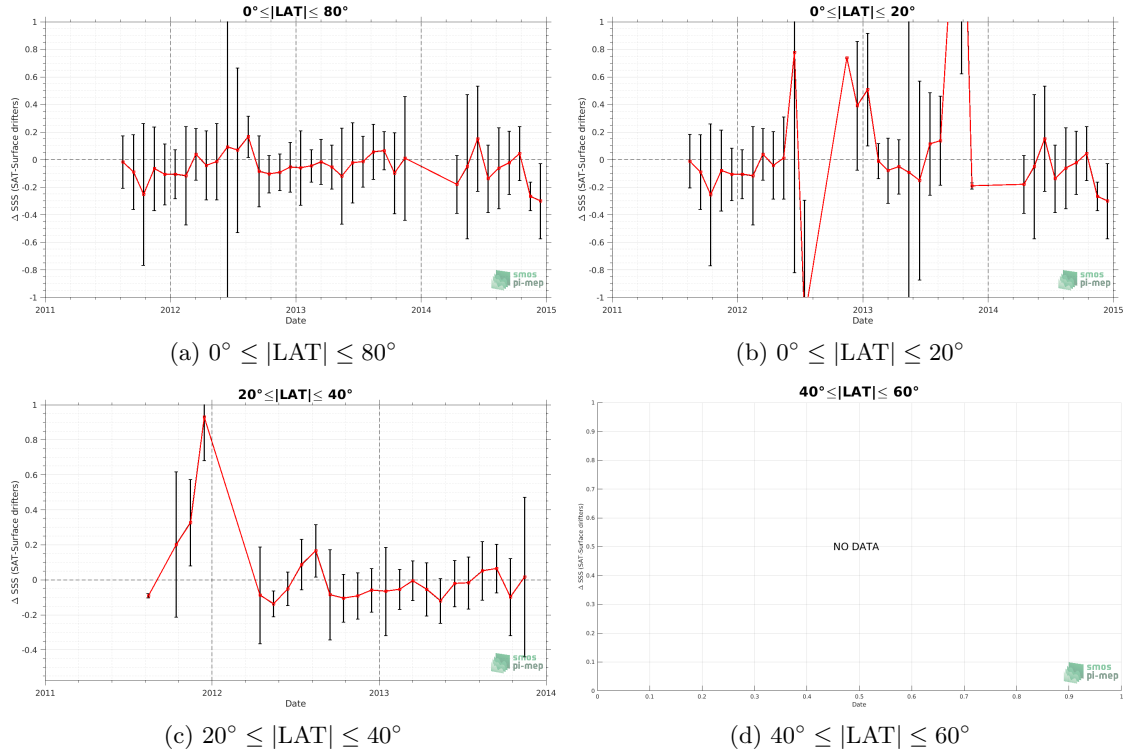 0°≤|LAT|≤ 80°
Δ SSS (SAT-Surface drifters)
1
0.8
0.6
0.4
0.2
0
-0.2
-0.4
-0.6
-0.8
-1
2011
2012
2013
2014
2015
Date
smos
pi-mep
(a) 0° ≤ |LAT| ≤ 80°
0°≤|LAT|≤ 20°
Δ SSS (SAT-Surface drifters)
1
0.8
0.6
0.4
0.2
0
-0.2
-0.4
-0.6
-0.8
-1
2011
2012
2013
2014
2015
Date
smos
pi-mep
(b) 0° ≤ |LAT| ≤ 20°
20°≤|LAT|≤ 40°
Δ SSS (SAT-Surface drifters)
1
0.8
0.6
0.4
0.2
0
-0.2
-0.4
2011
2012
2013
2014
Date
smos
pi-mep
(c) 20° ≤ |LAT| ≤ 40°
40°≤|LAT|≤ 60°
Δ SSS (SAT-Surface drifters)
1
0.9
0.8
0.7
0.6
0.5
0.4
0.3
0.2
0.1
0
NO DATA
0
0.1
0.2
0.3
0.4
0.5
0.6
0.7
0.8
0.9
1
Date
smos
pi-mep
(d) 40° ≤ |LAT| ≤ 60°